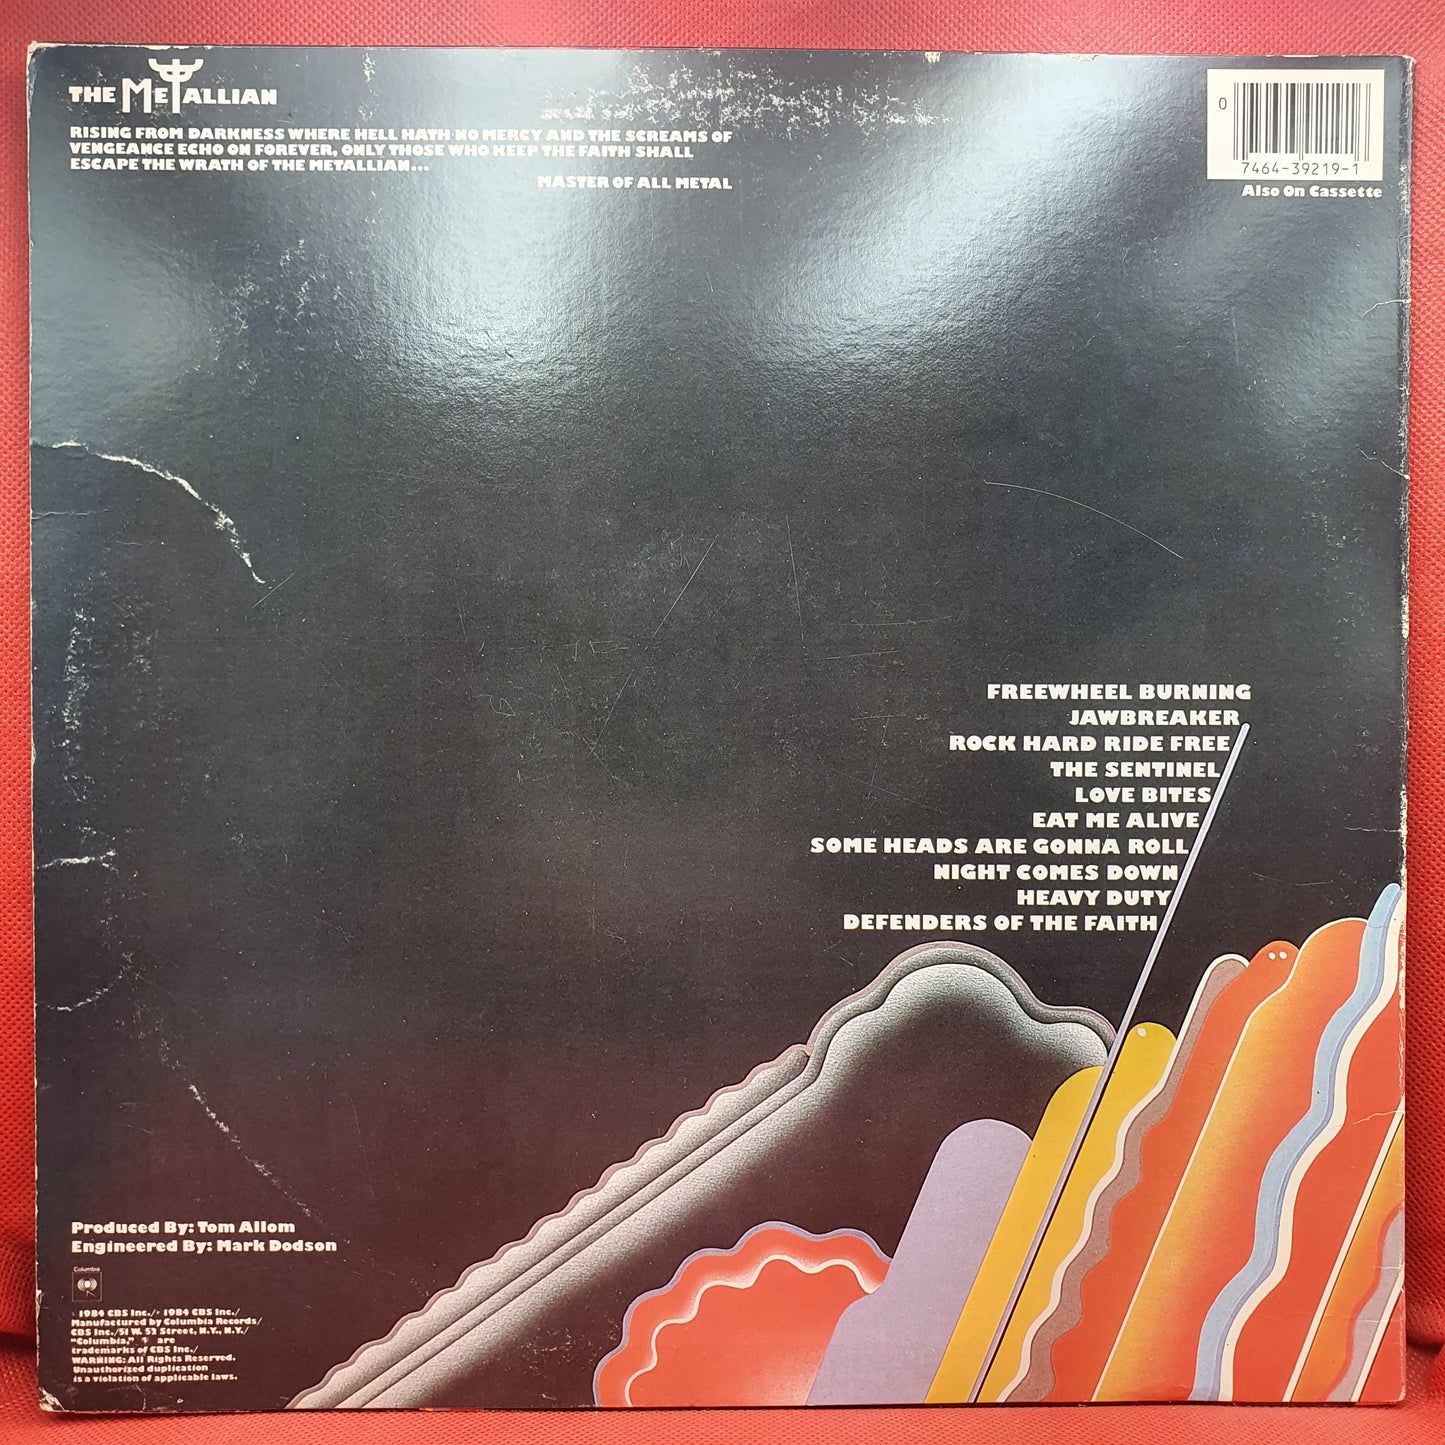 THE METALLIAN
RISING FROM DARKNESS WHERE HELL HATH NO MERCY AND THE SCREAMS OF
VENGEANCE ECHO ON FOREVER, ONLY THOSE WHO KEEP THE FAITH SHALL
ESCAPE THE WRATH OF THE METALLIAN...
MASTER OF ALL METAL
0
7464-39219-1
Also On Cassette
FREEWHEEL BURNING
JAWBREAKER
ROCK HARD RIDE FREE
THE SENTINEL
LOVE BITES
EAT ME ALIVE
SOME HEADS ARE GONNA ROLL
NIGHT COMES DOWN
HEAVY DUTY
DEFENDERS OF THE FAITH
Produced By: Tom Allom
Engineered By: Mark Dodson
Columbia
1984 CBS Inc./ 1984 CBS Inc./
Manufactured by Columbia Records/
CBS Inc./51 W. 52 Street, N.Y., N.Y./
"Columbia," are
trademarks of CBS Inc./
WARNING: All Rights Reserved.
Unauthorized duplication
is a violation of applicable laws.